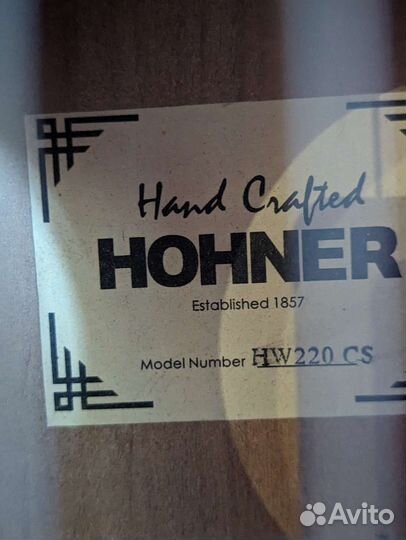 Hand Crafted
HOHNER
Established 1857
Model Number HW220 CS
Avito